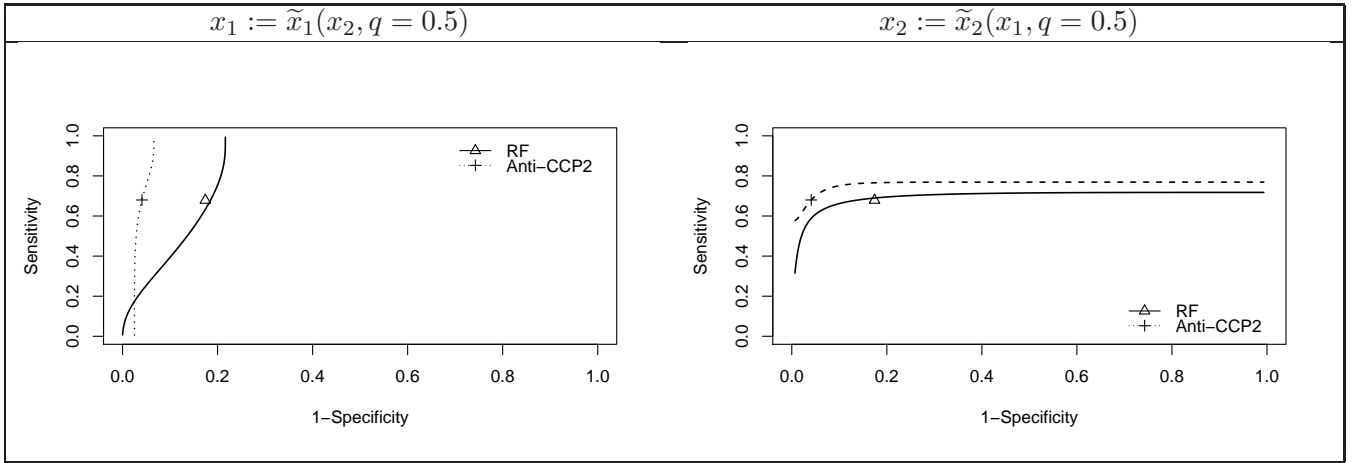 x₁ := x̃₁(x₂, q = 0.5)
x₂ := x̃₂(x₁, q = 0.5)
Sensitivity
1.0
0.8
0.6
0.4
0.2
0.0
RF
Anti−CCP2
0.0 0.2 0.4 0.6 0.8 1.0
1−Specificity
Sensitivity
1.0
0.8
0.6
0.4
0.2
0.0
RF
Anti−CCP2
0.0 0.2 0.4 0.6 0.8 1.0
1−Specificity